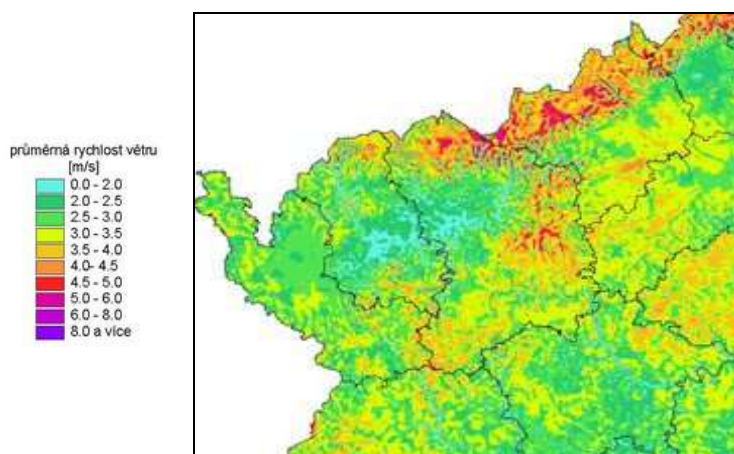 průměrná rychlost větru
[m/s]
0.0 - 2.0
2.0 - 2.5
2.5 - 3.0
3.0 - 3.5
3.5 - 4.0
4.0- 4.5
4.5 - 5.0
5.0 - 6.0
6.0 - 8.0
8.0 a více